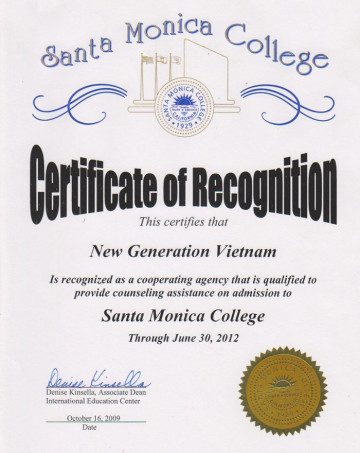 Santa Monica College
SANTA MONICA COLLEGE
CALIFORNIA
• 1929 •
Certificate of Recognition
This certifies that
New Generation Vietnam
Is recognized as a cooperating agency that is qualified to
provide counseling assistance on admission to
Santa Monica College
Through June 30, 2012
Denise Kinsella
Denise Kinsella, Associate Dean
International Education Center
October 16, 2009
Date